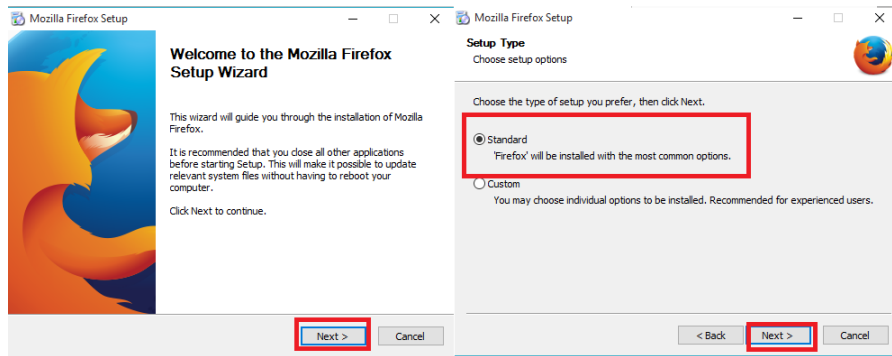 Mozilla Firefox Setup
Welcome to the Mozilla Firefox
Setup Wizard
This wizard will guide you through the installation of Mozilla
Firefox.
It is recommended that you close all other applications
before starting Setup. This will make it possible to update
relevant system files without having to reboot your
computer.
Click Next to continue.
Next >
Cancel
Mozilla Firefox Setup
Setup Type
Choose setup options
Choose the type of setup you prefer, then click Next.
Standard
'Firefox' will be installed with the most common options.
Custom
You may choose individual options to be installed. Recommended for experienced users.
< Back
Next >
Cancel